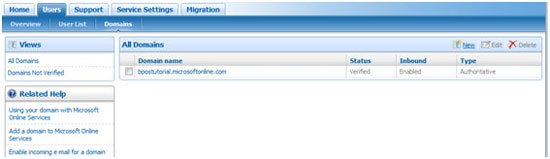 Home Users Support Service Settings Migration
Overview User List Domains
Views
All Domains
Domains Not Verified
Related Help
Using your domain with Microsoft
Online Services
Add a domain to Microsoft Online
Services
Enable incoming e-mail for a domain
All Domains New Edit Delete
Domain name Status Inbound Type
bpostutorial.microsoftonline.com Verified Enabled Authoritative